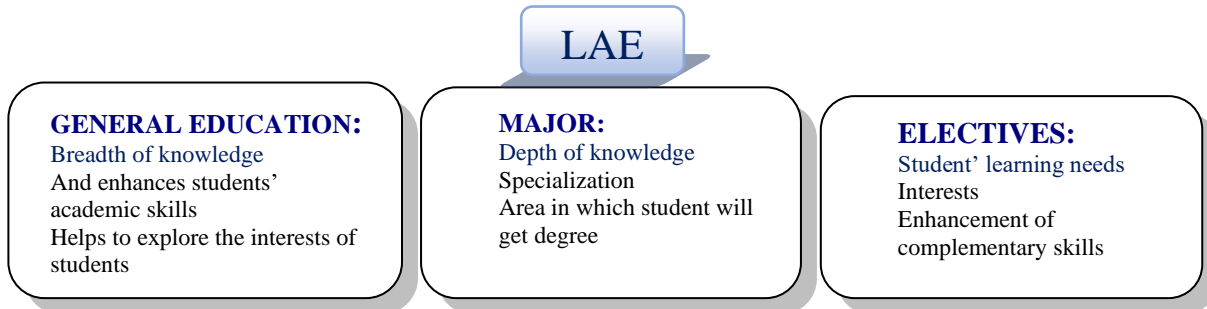 LAE
GENERAL EDUCATION:
Breadth of knowledge
And enhances students’
academic skills
Helps to explore the interests of
students
MAJOR:
Depth of knowledge
Specialization
Area in which student will
get degree
ELECTIVES:
Student’ learning needs
Interests
Enhancement of
complementary skills